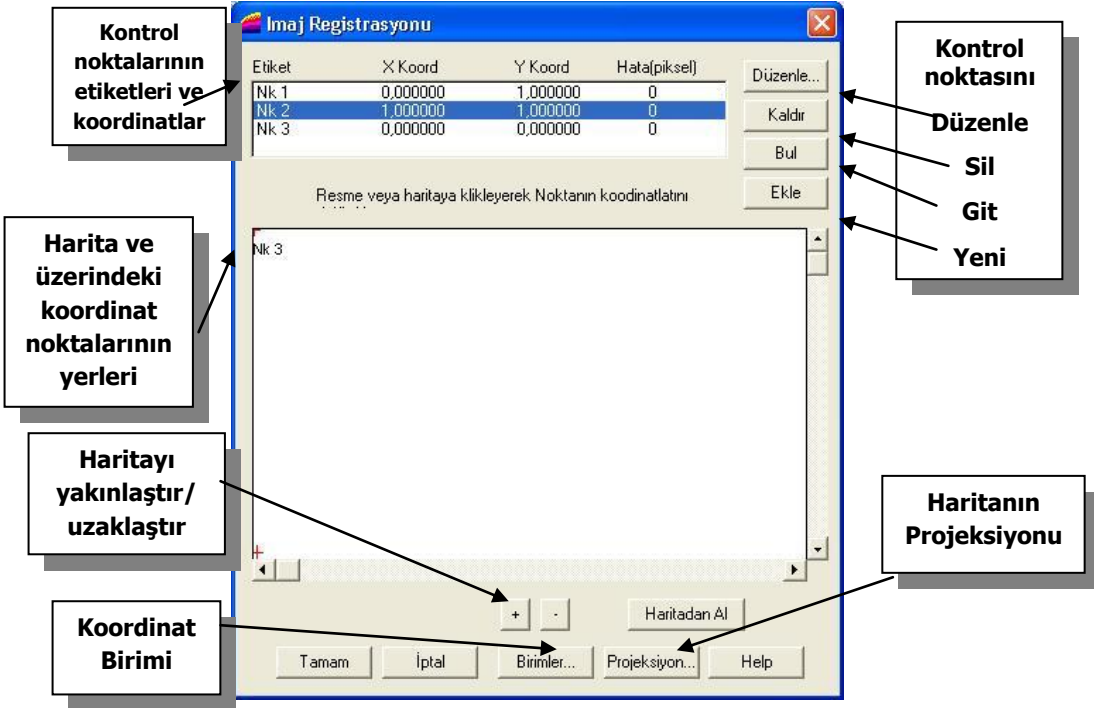 Kontrol
noktalarının
etiketleri ve
koordinatlar
Harita ve
üzerindeki
koordinat
noktalarının
yerleri
Haritayı
yakınlaştır/
uzaklaştır
Koordinat
Birimi
Imaj Registrasyonu
Etiket X Koord Y Koord Hata(piksel)
Nk 1 0,000000 1,000000 0
Nk 2 1,000000 1,000000 0
Nk 3 0,000000 0,000000 0
Düzenle...
Kaldır
Bul
Ekle
Resme veya haritaya klikleyerek Noktanın koodinatlatını
Nk 3
+ -
Haritadan Al
Tamam İptal Birimler... Projeksiyon... Help
Kontrol
noktasını
Düzenle
Sil
Git
Yeni
Haritanın
Projeksiyonu